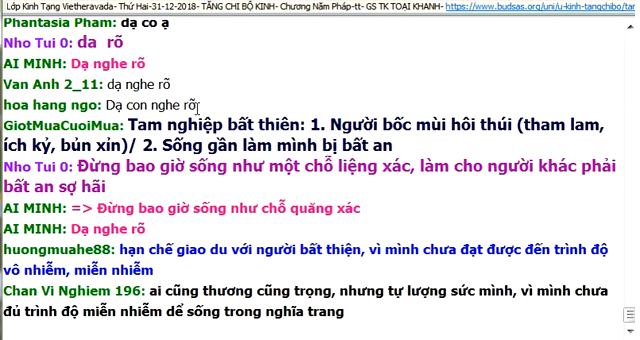 Lớp Kinh Tạng Vietheravada- Thứ Hai-31-12-2018- TĂNG CHI BỘ KINH- Chương Năm Pháp-tt- GS TK TOẠI KHANH- https://www.budsas.org/uni/u-kinh-tangchibo/tan
Phantasia Pham: dạ co ạ
Nho Tui 0: da rõ
AI MINH: Dạ nghe rõ
Van Anh 2_11: dạ nghe rõ
hoa hang ngo: Dạ con nghe rõ
GiotMuaCuoiMua: Tam nghiệp bất thiên: 1. Người bốc mùi hôi thúi (tham lam,
ích kỷ, bủn xỉn)/ 2. Sống gần làm mình bị bất an
Nho Tui 0: Đừng bao giờ sống như một chỗ liệng xác, làm cho người khác phải
bất an sợ hãi
AI MINH: => Đừng bao giờ sống như chỗ quăng xác
AI MINH: Dạ nghe rõ
huongmuahe88: hạn chế giao du với người bất thiện, vì mình chưa đạt được đến trình độ
vô nhiễm, miễn nhiễm
Chan Vi Nghiem 196: ai cũng thương cũng trọng, nhưng tự lượng sức mình, vì mình chưa
đủ trình độ miễn nhiễm dể sống trong nghĩa trang